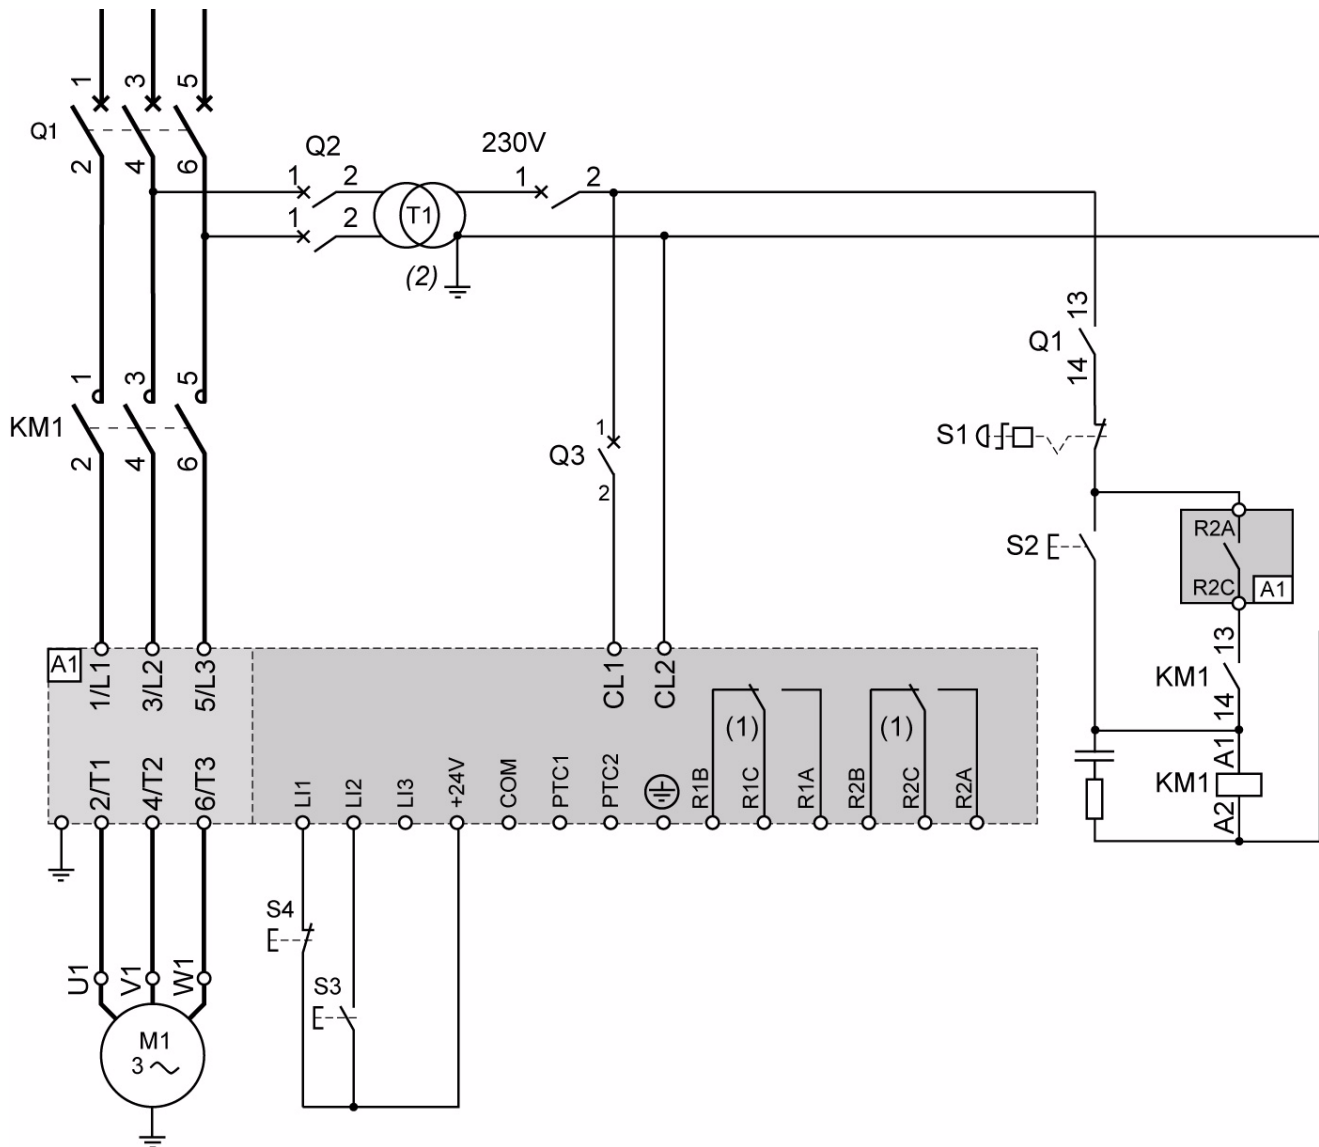 1 3 5
Q1
2 4 6
Q2
230V
1 2
1 2
1 2
T1
(2)
13
Q1
14
1 3 5
KM1
2 4 6
1
Q3
2
S1
S2
R2A
R2C
A1
13
KM1
14
A1
KM1
A2
A1
1/L1
3/L2
5/L3
CL1
CL2
(1)
(1)
2/T1
4/T2
6/T3
LI1
LI2
LI3
+24V
COM
PTC1
PTC2
R1B
R1C
R1A
R2B
R2C
R2A
S4
S3
U1
V1
W1
M1
3